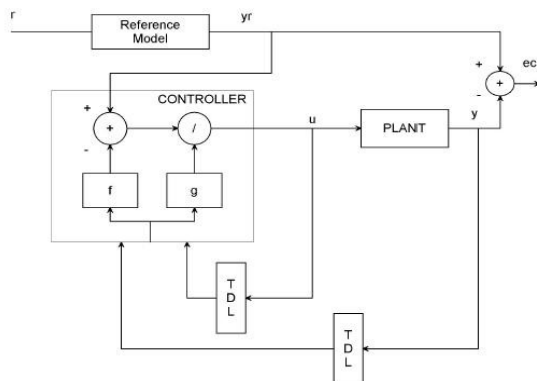 r
Reference
Model
yr
+
-
+
ec
CONTROLLER
+
-
+
/
u
PLANT
y
f
g
T
D
L
T
D
L